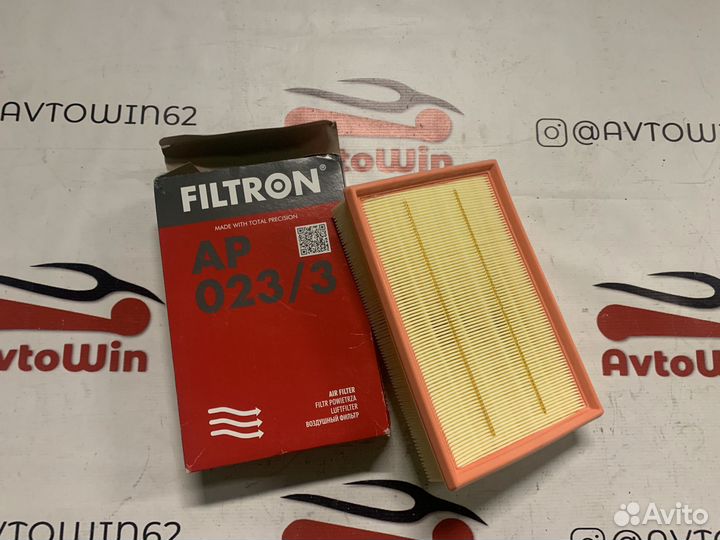 AVTOWIN62
@AVTOWIN
AvtoWin
FILTRON®
MADE WITH TOTAL PRECISION
AP
023/3
AIR FILTER
FILTR POWIETRZA
LUFTFILTER
ВОЗДУШНЫЙ ФИЛЬТР
AvtoWin
AvtoWin
AVTOWIN62
Avito